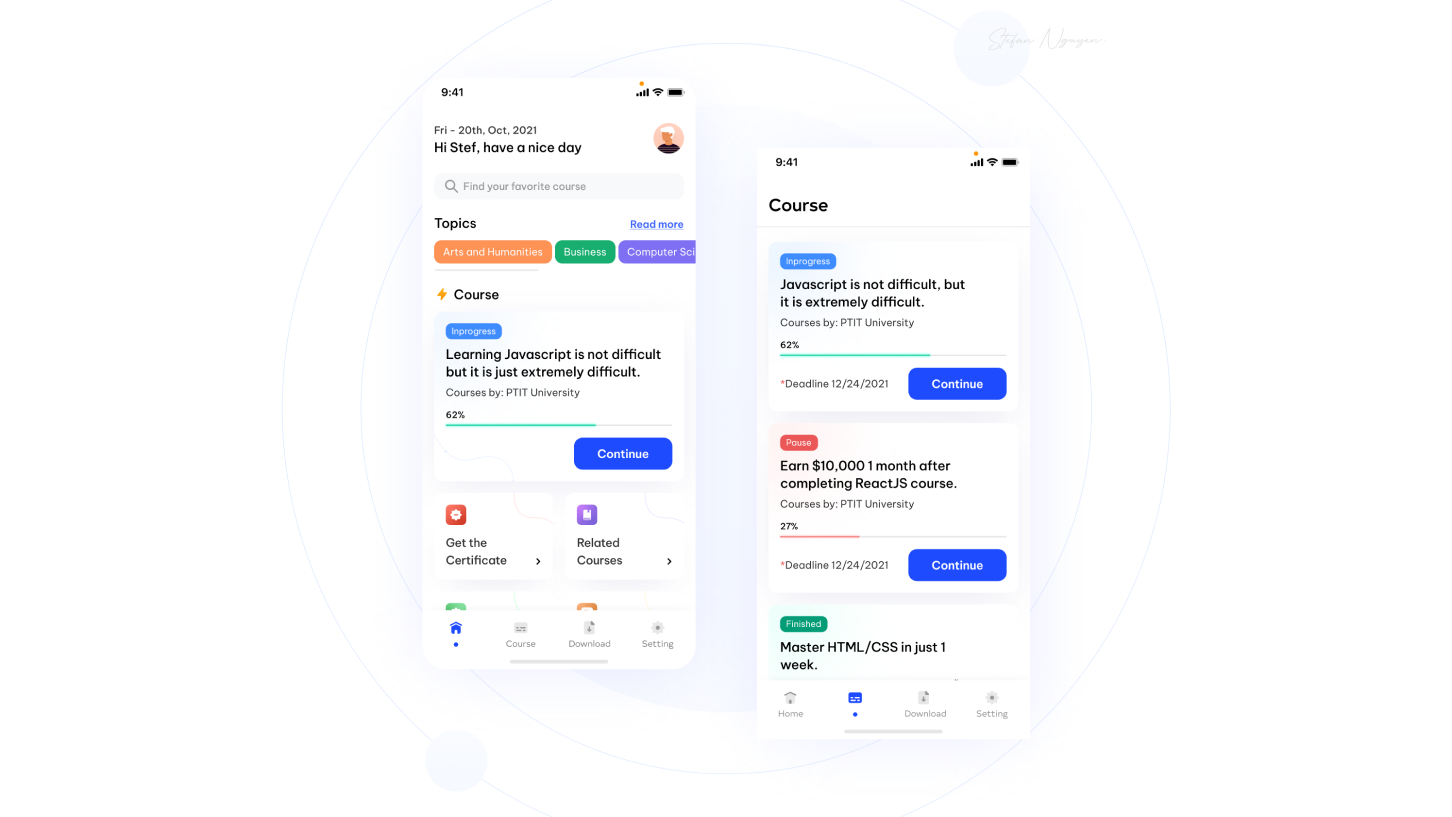 Stefan Nguyen
9:41
Fri - 20th, Oct, 2021
Hi Stef, have a nice day
Find your favorite course
Topics
Read more
Arts and Humanities
Business
Computer Sci
Course
Inprogress
Learning Javascript is not difficult
but it is just extremely difficult.
Courses by: PTIT University
62%
Continue
Get the
Certificate
Related
Courses
Course
Download
Setting
9:41
Course
Inprogress
Javascript is not difficult, but
it is extremely difficult.
Courses by: PTIT University
62%
*Deadline 12/24/2021
Continue
Pause
Earn $10,000 1 month after
completing ReactJS course.
Courses by: PTIT University
27%
*Deadline 12/24/2021
Continue
Finished
Master HTML/CSS in just 1
week.
Home
Download
Setting